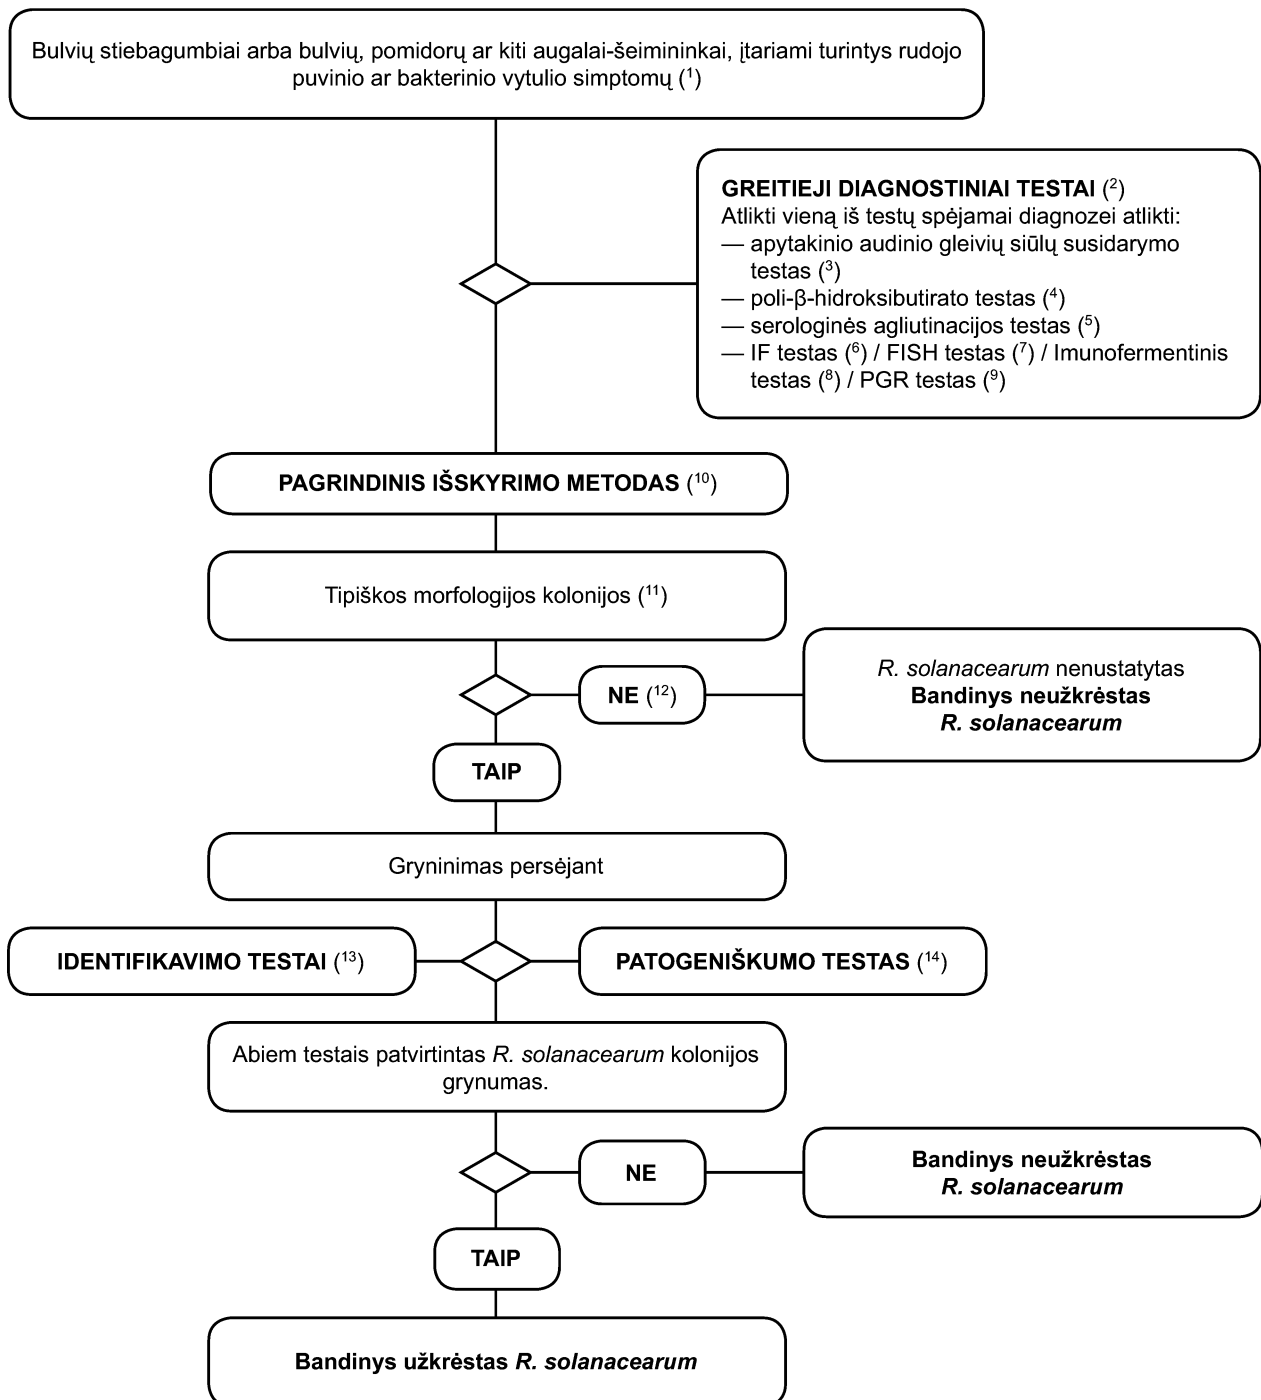 Bulvių stiebagumbiai arba bulvių, pomidorų ar kiti augalai-šeimininkai, įtariami turintys rudojo
puvinio ar bakterinio vytulio simptomų (¹)
GREITIEJI DIAGNOSTINIAI TESTAI (²)
Atlikti vieną iš testų spėjamai diagnozei atlikti:
— apytakinio audinio gleivių siūlų susidarymo
testas (³)
— poli-β-hidroksibutirato testas (⁴)
— serologinės agliutinacijos testas (⁵)
— IF testas (⁶) / FISH testas (⁷) / Imunofermentinis
testas (⁸) / PGR testas (⁹)
PAGRINDINIS IŠSKYRIMO METODAS (¹⁰)
Tipiškos morfologijos kolonijos (¹¹)
NE (¹²)
R. solanacearum nenustatytas
Bandinys neužkrėstas
R. solanacearum
TAIP
Gryninimas persėjant
IDENTIFIKAVIMO TESTAI (¹³)
PATOGENIŠKUMO TESTAS (¹⁴)
Abiem testais patvirtintas R. solanacearum kolonijos
grynumas.
NE
Bandinys neužkrėstas
R. solanacearum
TAIP
Bandinys užkrėstas R. solanacearum